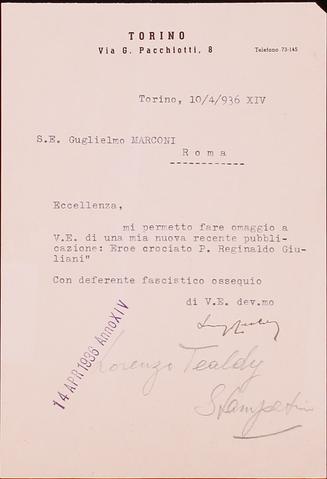 TORINO
Via G. Pacchiotti, 8
Telefono 73-145
Torino, 10/4/936 XIV
S.E. Guglielmo MARCONI
Roma
Eccellenza,
mi permetto fare omaggio a
V.E. di una mia nuova recente pubbli-
cazione: Eroe crociato P. Reginaldo Giu-
liani"
Con deferente fascistico ossequio
di V.E. dev.mo
14 APR 1936 AnnoXIV
Lorenzo Tealdy